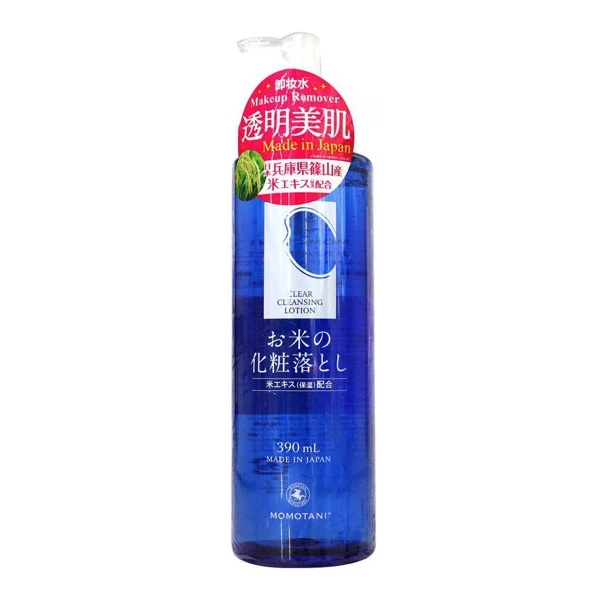 卸妆水
Makeup Remover
透明美肌
Made in Japan
兵庫県篠山産
米エキス配合
CLEAR
CLEANSING
LOTION
お米の
化粧落とし
米エキス(保湿)配合
390 mL
MADE IN JAPAN
MOMOTANI™